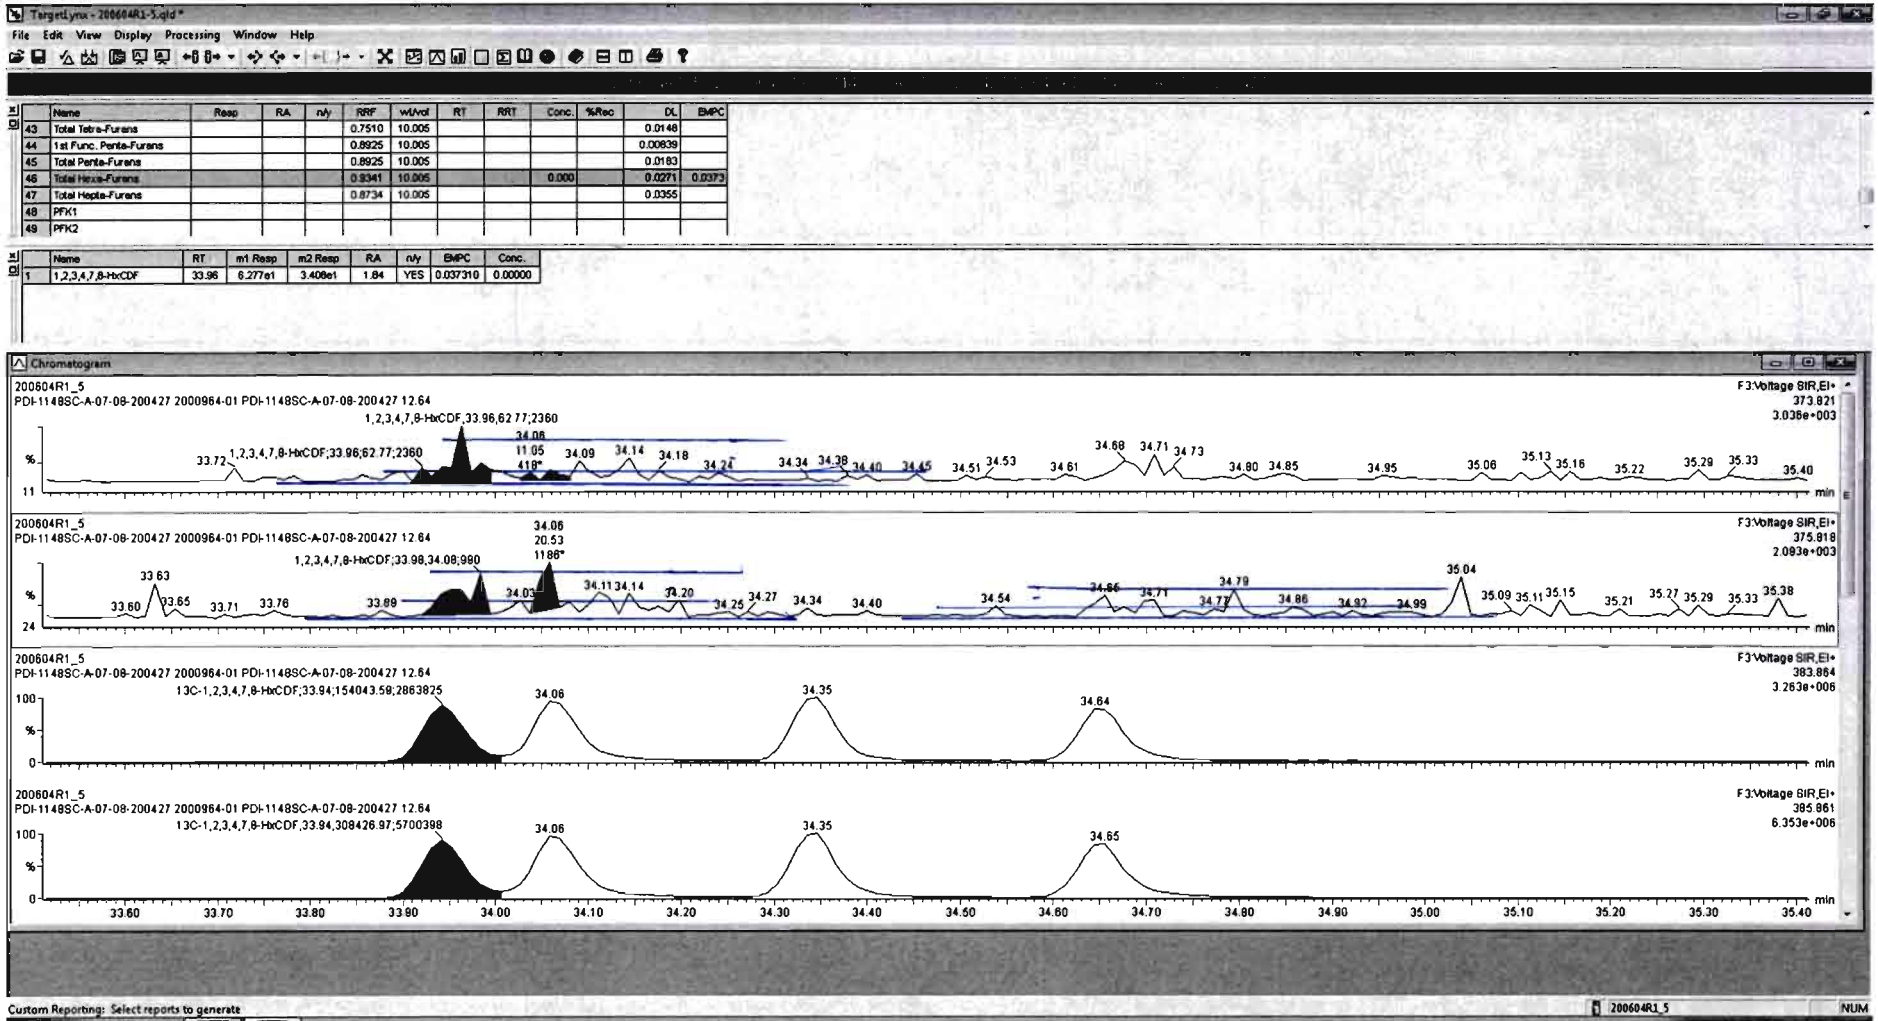 TargetLynx - 200604R1-5.qld *
File Edit View Display Processing Window Help
Name Resp RA n/y RRF wt/vol RT RRT Conc. %Rec DL EMPC
43 Total Tetra-Furans 0.7510 10.005 0.0148
44 1st Func. Penta-Furans 0.8925 10.005 0.00839
45 Total Penta-Furans 0.8925 10.005 0.0183
46 Total Hexa-Furans 0.9341 10.005 0.000 0.0271 0.0373
47 Total Hepta-Furans 0.8734 10.005 0.0355
48 PFK1
49 PFK2
Name RT m1 Resp m2 Resp RA n/y EMPC Conc.
1 1,2,3,4,7,8-HxCDF 33.96 6.277e1 3.408e1 1.84 YES 0.037310 0.00000
Chromatogram
200604R1_5 F3:Voltage SIR,EI+
PDI-1148SC-A-07-08-200427 2000964-01 PDI-1148SC-A-07-08-200427 12.64 373.821
3.036e+003
1,2,3,4,7,8-HxCDF,33.96,62.77;2360
34.06
11.05
418*
33.72 1,2,3,4,7,8-HxCDF;33.96;62.77;2360 34.09 34.14 34.18 34.24 34.34 34.38 34.40 34.45 34.51 34.53 34.61 34.68 34.71 34.73 34.80 34.85 34.95 35.06 35.13 35.16 35.22 35.29 35.33 35.40
%
11 min
200604R1_5 F3:Voltage SIR,EI+
PDI-1148SC-A-07-08-200427 2000964-01 PDI-1148SC-A-07-08-200427 12.64 375.818
2.093e+003
34.06
20.53
1186*
1,2,3,4,7,8-HxCDF;33.98,34.08;980
33.60 33.63 33.65 33.71 33.76 33.89 34.03 34.11 34.14 34.20 34.25 34.27 34.34 34.40 34.54 34.66 34.71 34.77 34.79 34.86 34.92 34.99 35.04 35.09 35.11 35.15 35.21 35.27 35.29 35.33 35.38
%
24 min
200604R1_5 F3:Voltage SIR,EI+
PDI-1148SC-A-07-08-200427 2000964-01 PDI-1148SC-A-07-08-200427 12.64 383.864
3.263e+006
13C-1,2,3,4,7,8-HxCDF;33.94;154043.59;2863825 34.06 34.35 34.64
100
%
0 min
200604R1_5 F3:Voltage SIR,EI+
PDI-1148SC-A-07-08-200427 2000964-01 PDI-1148SC-A-07-08-200427 12.64 385.861
6.353e+006
13C-1,2,3,4,7,8-HxCDF,33.94,308426.97;5700398 34.06 34.35 34.65
100
%
0 min
33.60 33.70 33.80 33.90 34.00 34.10 34.20 34.30 34.40 34.50 34.60 34.70 34.80 34.90 35.00 35.10 35.20 35.30 35.40
Custom Reporting: Select reports to generate 200604R1_5 NUM